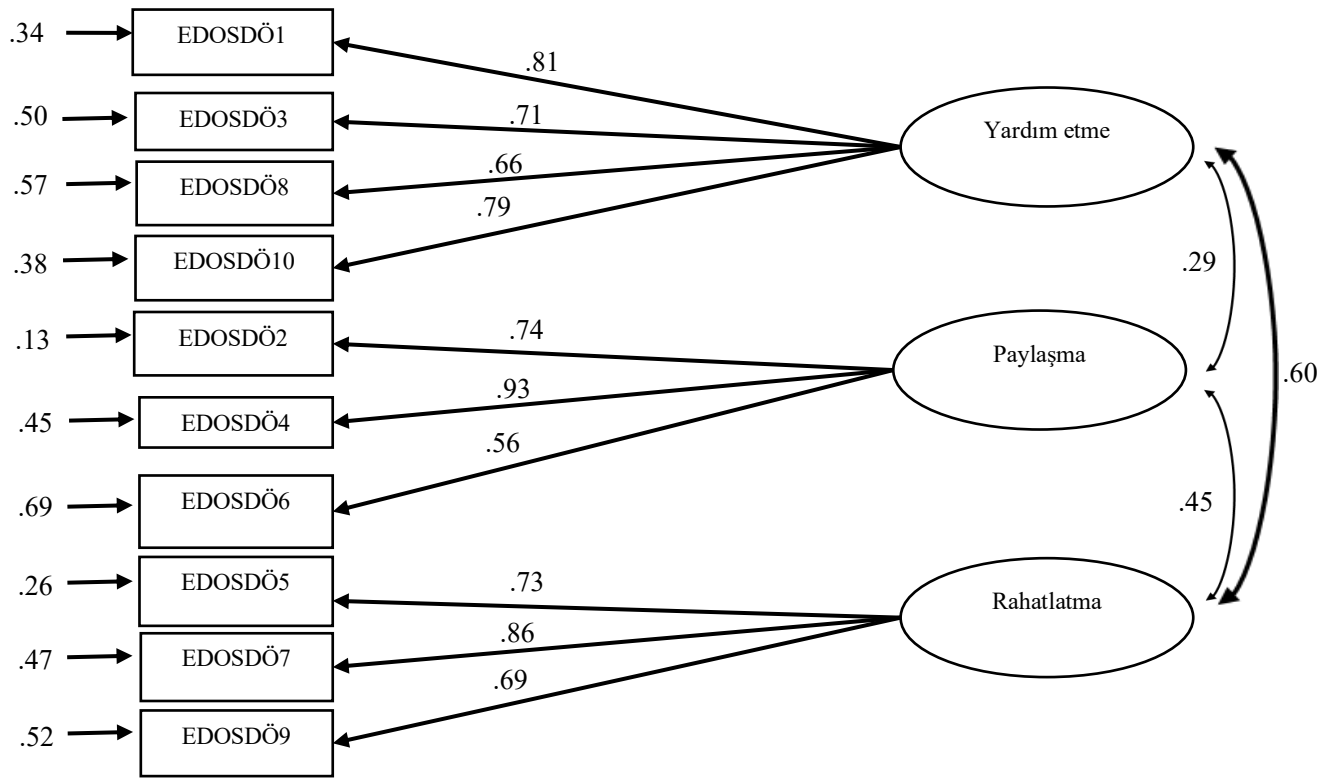 .34
EDOSDÖ1
.81
.50
EDOSDÖ3
.71
Yardım etme
.57
EDOSDÖ8
.66
.79
.38
EDOSDÖ10
.29
.13
EDOSDÖ2
.74
Paylaşma
.60
.93
.45
EDOSDÖ4
.56
.69
EDOSDÖ6
.45
.26
EDOSDÖ5
.73
Rahatlatma
.86
.47
EDOSDÖ7
.69
.52
EDOSDÖ9